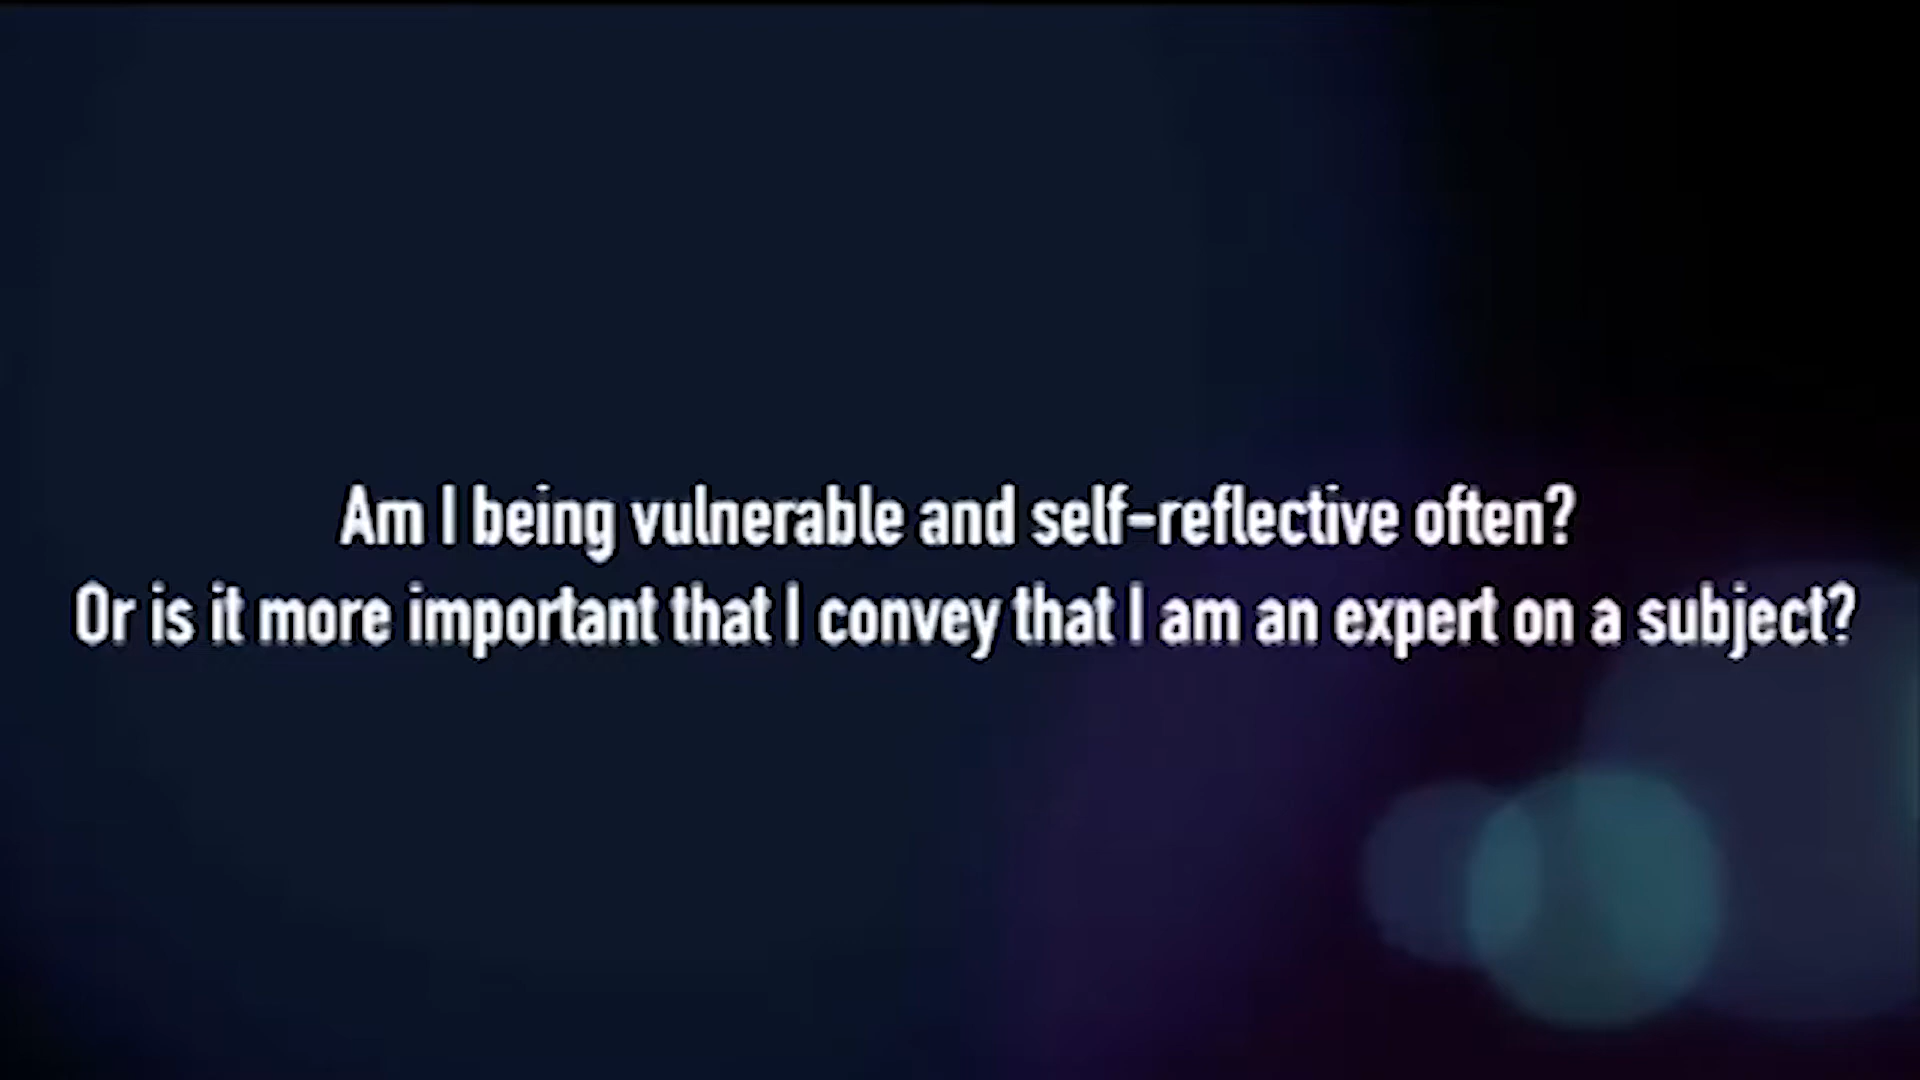 Am I being vulnerable and self-reflective often?
Or is it more important that I convey that I am an expert on a subject?